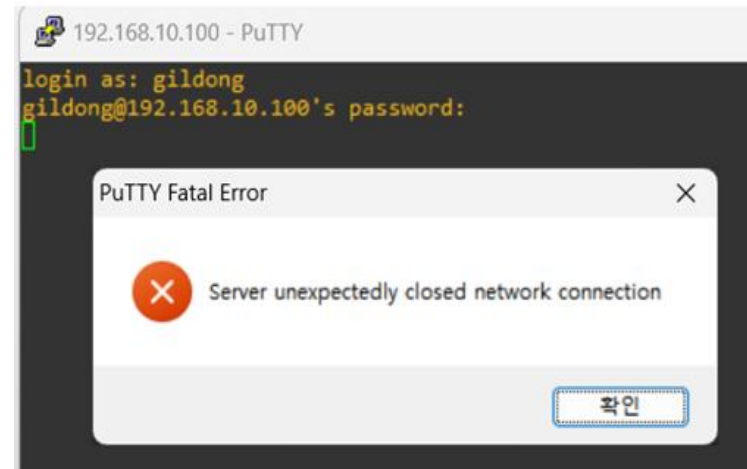 192.168.10.100 - PuTTY
login as: gildong
gildong@192.168.10.100's password:
PuTTY Fatal Error
Server unexpectedly closed network connection
확인